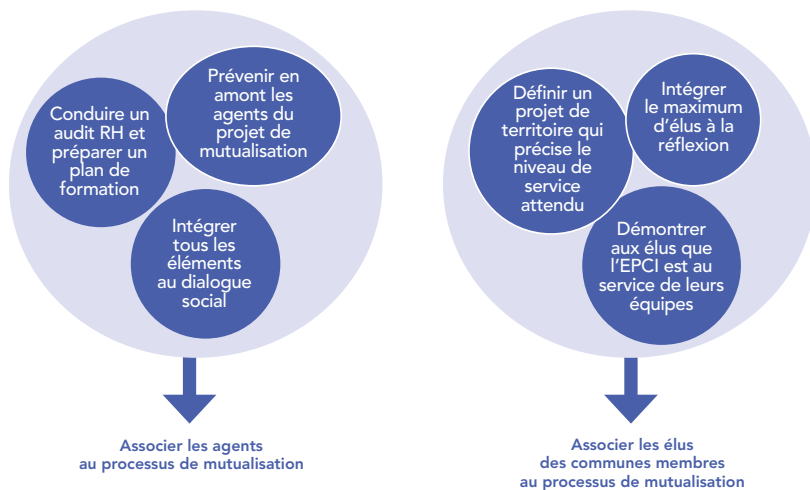 Conduire un
audit RH et
préparer un
plan de
formation
Prévenir en
amont les
agents du
projet de
mutualisation
Intégrer
tous les
éléments
au dialogue
social
Associer les agents
au processus de mutualisation
Définir un
projet de
territoire qui
précise le
niveau de
service
attendu
Intégrer
le maximum
d'élus à la
réflexion
Démontrer
aux élus que
l'EPCI est au
service de leurs
équipes
Associer les élus
des communes membres
au processus de mutualisation